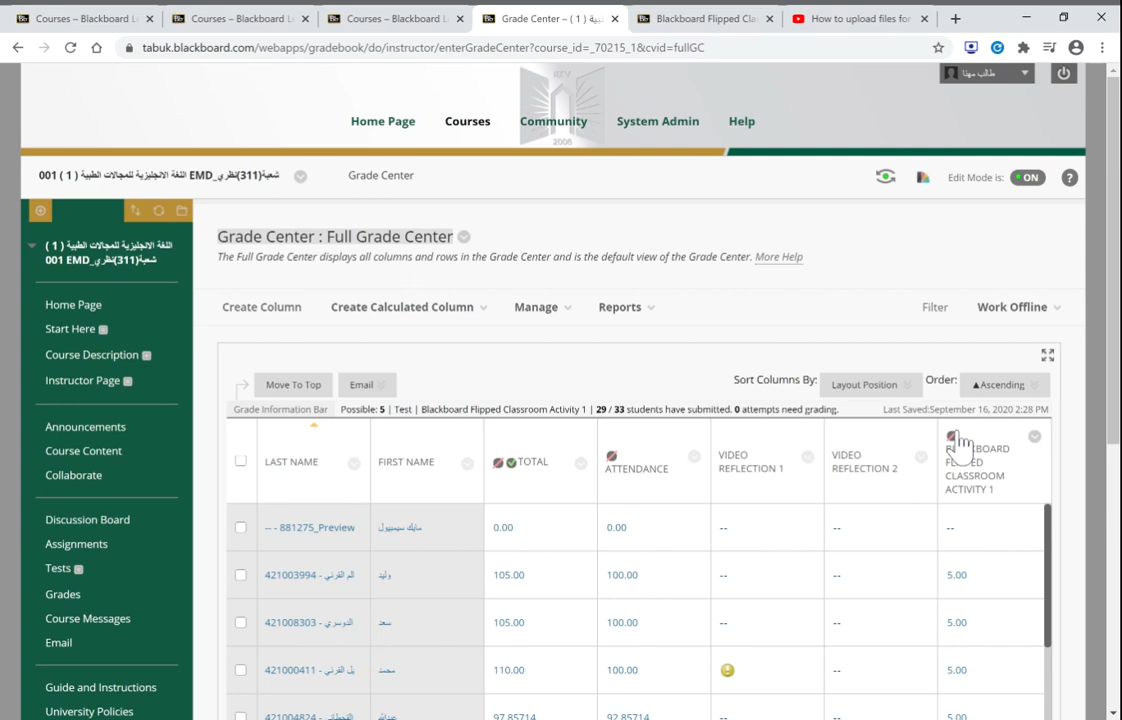 Courses – Blackboard L
Courses – Blackboard L
Courses – Blackboard L
Grade Center – ( 1 )
Blackboard Flipped Cla
How to upload files for
tabuk.blackboard.com/webapps/gradebook/do/instructor/enterGradeCenter?course_id=_70215_1&cvid=fullGC
طالب مهنا
Home Page
Courses
Community
System Admin
Help
2006
اللغة الانجليزية للمجالات الطبية ( 1 ) 001 EMD_شعبة(311)نظري
Grade Center
Edit Mode is:
ON
?
اللغة الانجليزية للمجالات الطبية ( 1 )
001 EMD_شعبة(311)نظري
Home Page
Start Here
Course Description
Instructor Page
Announcements
Course Content
Collaborate
Discussion Board
Assignments
Tests
Grades
Course Messages
Email
Guide and Instructions
University Policies
Grade Center : Full Grade Center
The Full Grade Center displays all columns and rows in the Grade Center and is the default view of the Grade Center. More Help
Create Column
Create Calculated Column
Manage
Reports
Filter
Work Offline
Move To Top
Email
Sort Columns By:
Layout Position
Order:
▲Ascending
Grade Information Bar
Possible: 5 | Test | Blackboard Flipped Classroom Activity 1 | 29 / 33 students have submitted. 0 attempts need grading.
Last Saved:September 16, 2020 2:28 PM
LAST NAME
FIRST NAME
TOTAL
ATTENDANCE
VIDEO
REFLECTION 1
VIDEO
REFLECTION 2
CLASSROOM
ACTIVITY 1
-- - 881275_Preview
0.00
0.00
--
--
--
421003994 -
وليد
105.00
100.00
--
--
5.00
421008303 - الدوسري
سعد
105.00
100.00
--
--
5.00
421000411 -
محمد
110.00
100.00
--
5.00
421004824 - القحطاني
عبدالله
97.85714
92.85714
--
--
5.00